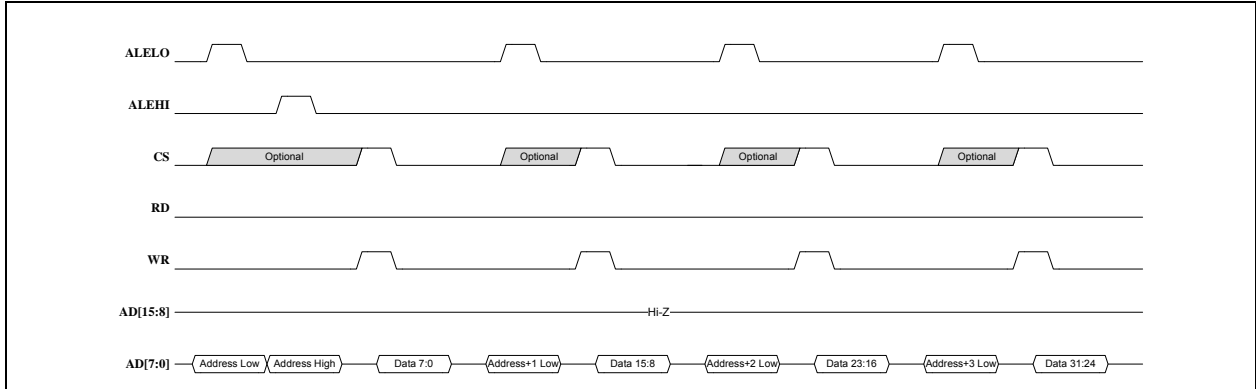 ALELO
ALEHI
CS Optional Optional Optional Optional
RD
WR
AD[15:8] Hi-Z
AD[7:0] Address Low Address High Data 7:0 Address+1 Low Data 15:8 Address+2 Low Data 23:16 Address+3 Low Data 31:24